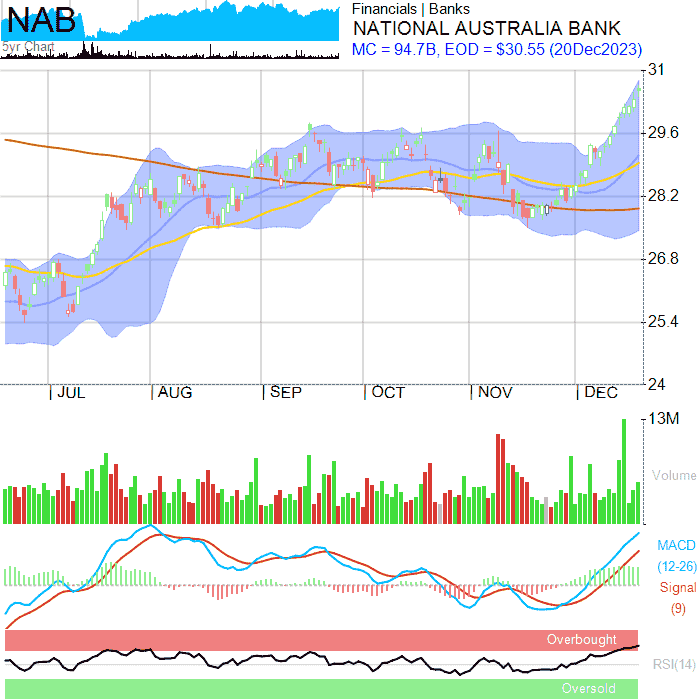 NAB
5yr Chart
Financials | Banks
NATIONAL AUSTRALIA BANK
MC = 94.7B, EOD = $30.55 (20Dec2023)
31
29.6
28.2
26.8
25.4
24
JUL AUG SEP OCT NOV DEC
13M
Volume
MACD
(12-26)
Signal
(9)
Overbought
RSI(14)
Oversold